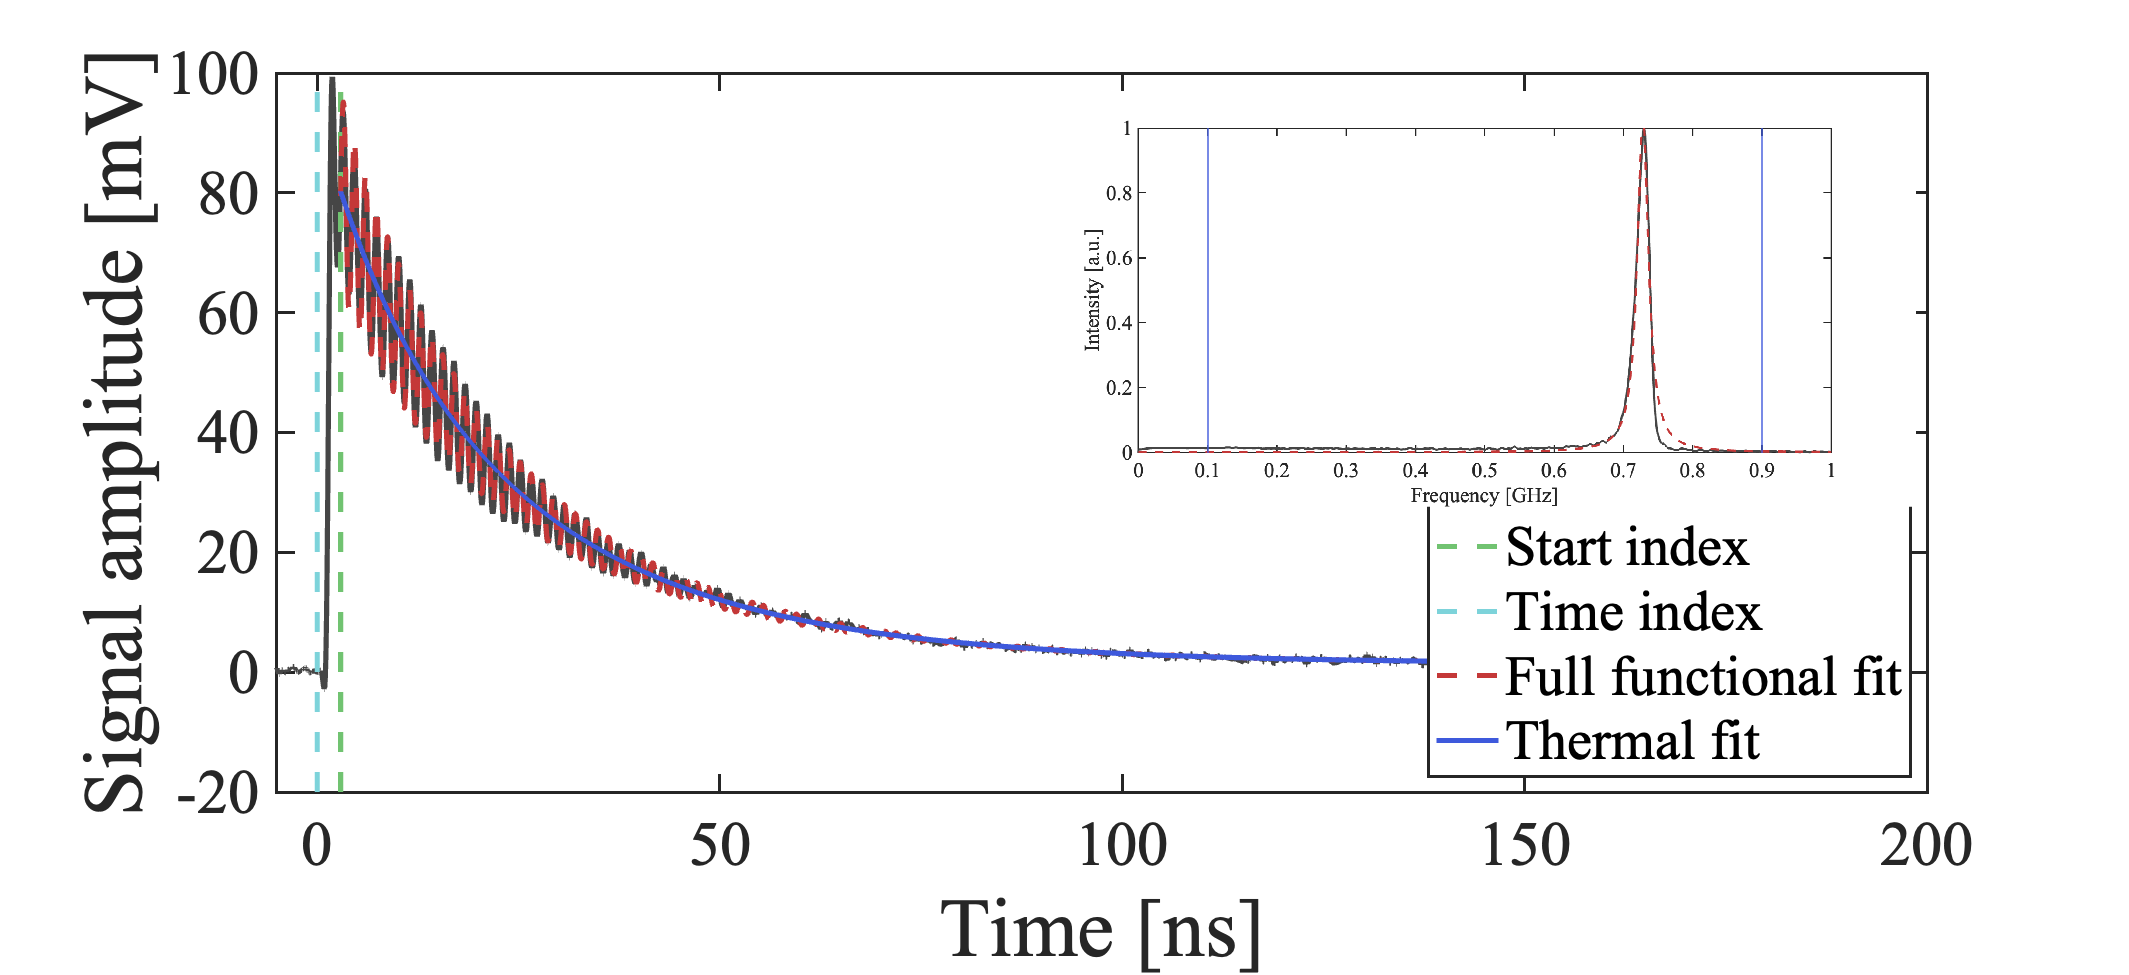 Signal amplitude [mV]
100
80
60
40
20
0
-20
0 50 100 150 200
Time [ns]
Intensity [a.u.]
1
0.8
0.6
0.4
0.2
0
0 0.1 0.2 0.3 0.4 0.5 0.6 0.7 0.8 0.9 1
Frequency [GHz]
Start index
Time index
Full functional fit
Thermal fit